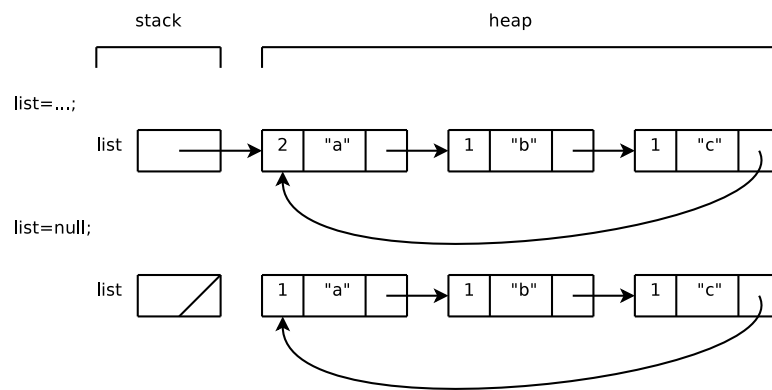 stack heap
list=...;
list 2 "a" 1 "b" 1 "c"
list=null;
list 1 "a" 1 "b" 1 "c"